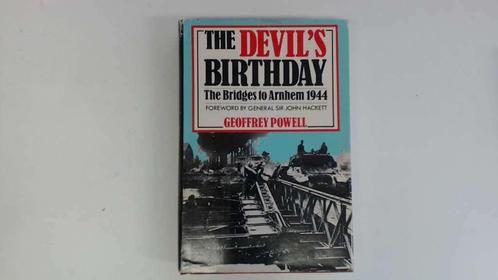 THE DEVIL'S
BIRTHDAY
The Bridges to Arnhem 1944
FOREWORD BY GENERAL SIR JOHN HACKETT
GEOFFREY POWELL